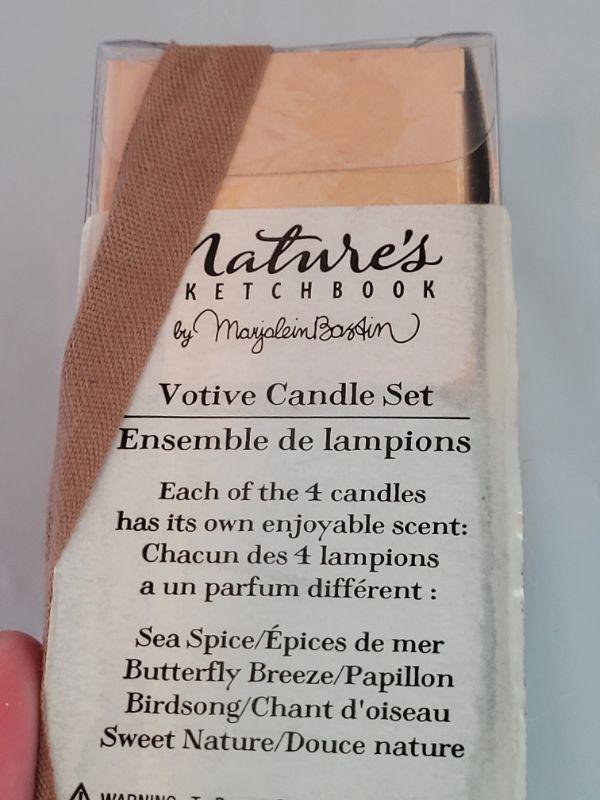 Nature's
KETCHBOOK
by Marjolein Bastin
Votive Candle Set
Ensemble de lampions
Each of the 4 candles
has its own enjoyable scent:
Chacun des 4 lampions
a un parfum différent :
Sea Spice/Épices de mer
Butterfly Breeze/Papillon
Birdsong/Chant d'oiseau
Sweet Nature/Douce nature
WARNING